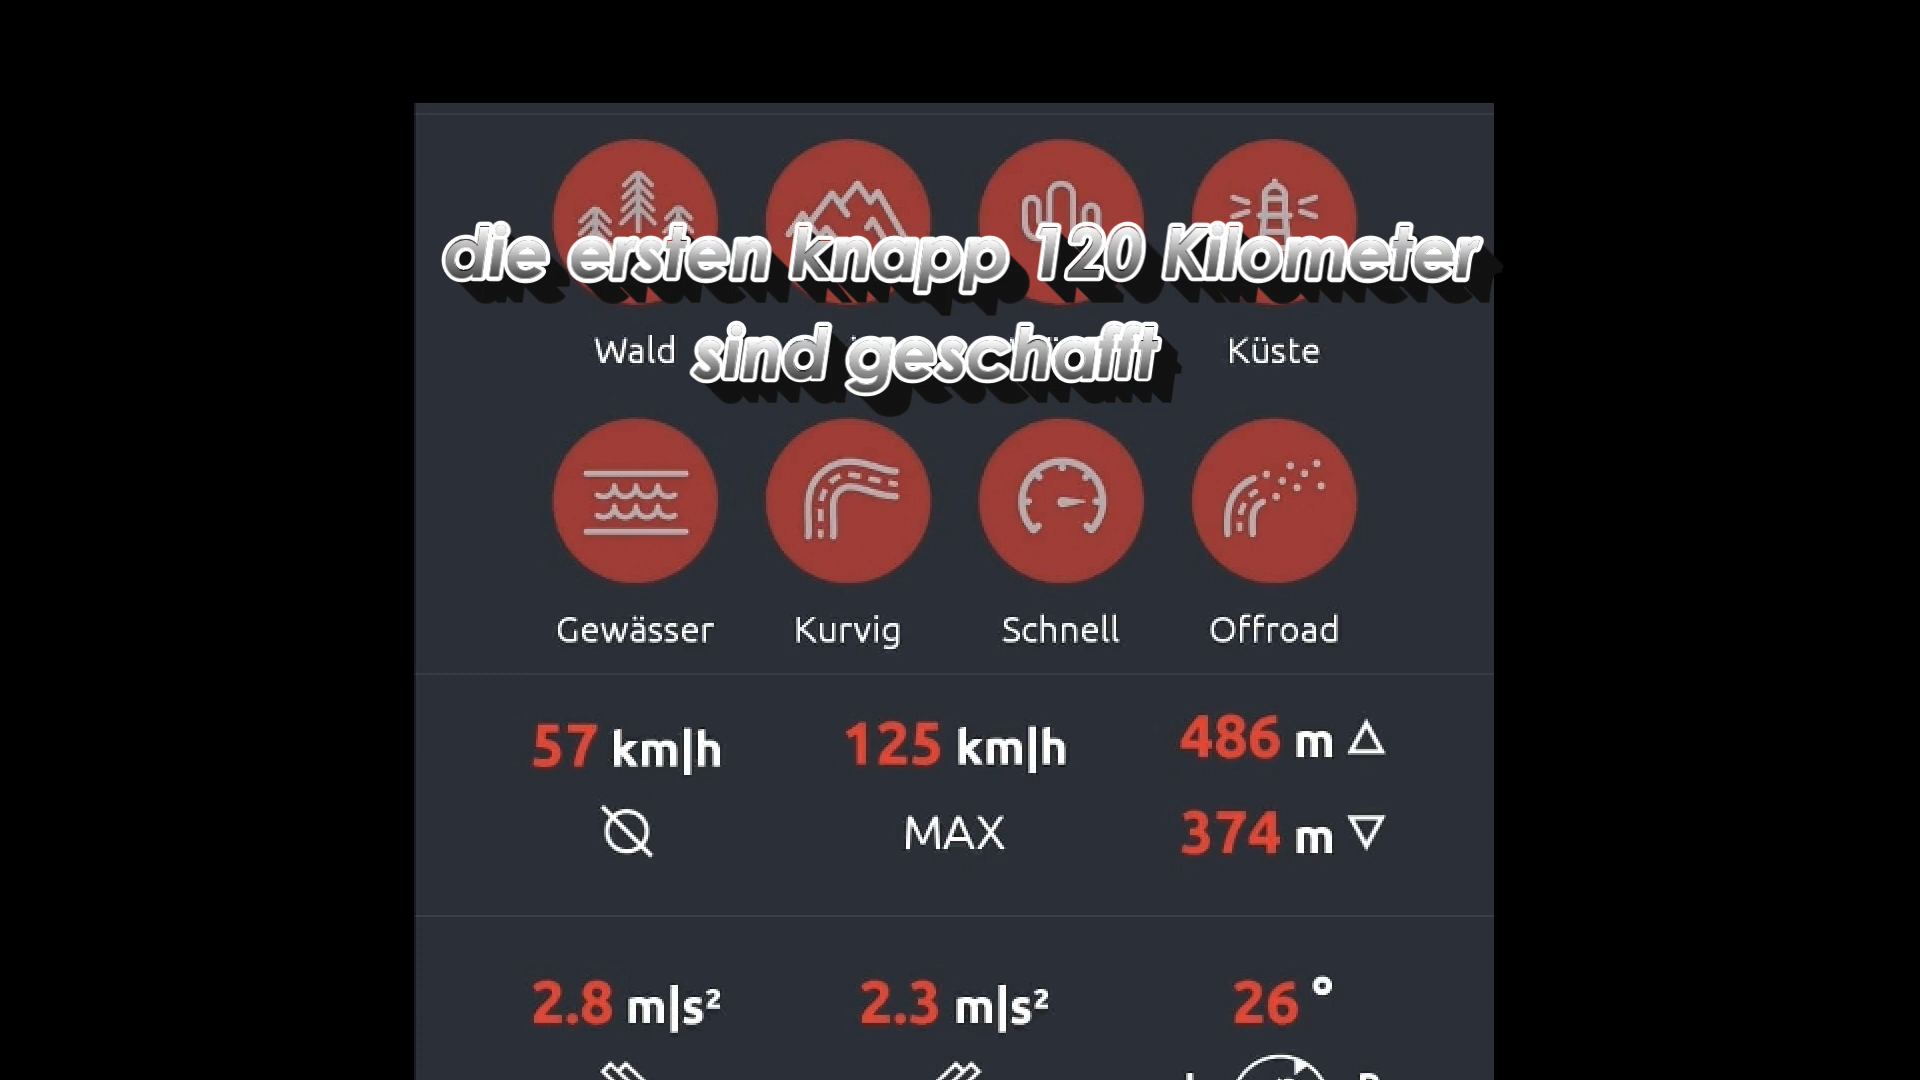 die ersten knapp 120 Kilometer
sind geschafft
Wald Küste
Gewässer Kurvig Schnell Offroad
57 km|h 125 km|h 486 m
MAX 374 m
2.8 m|s² 2.3 m|s² 26 °